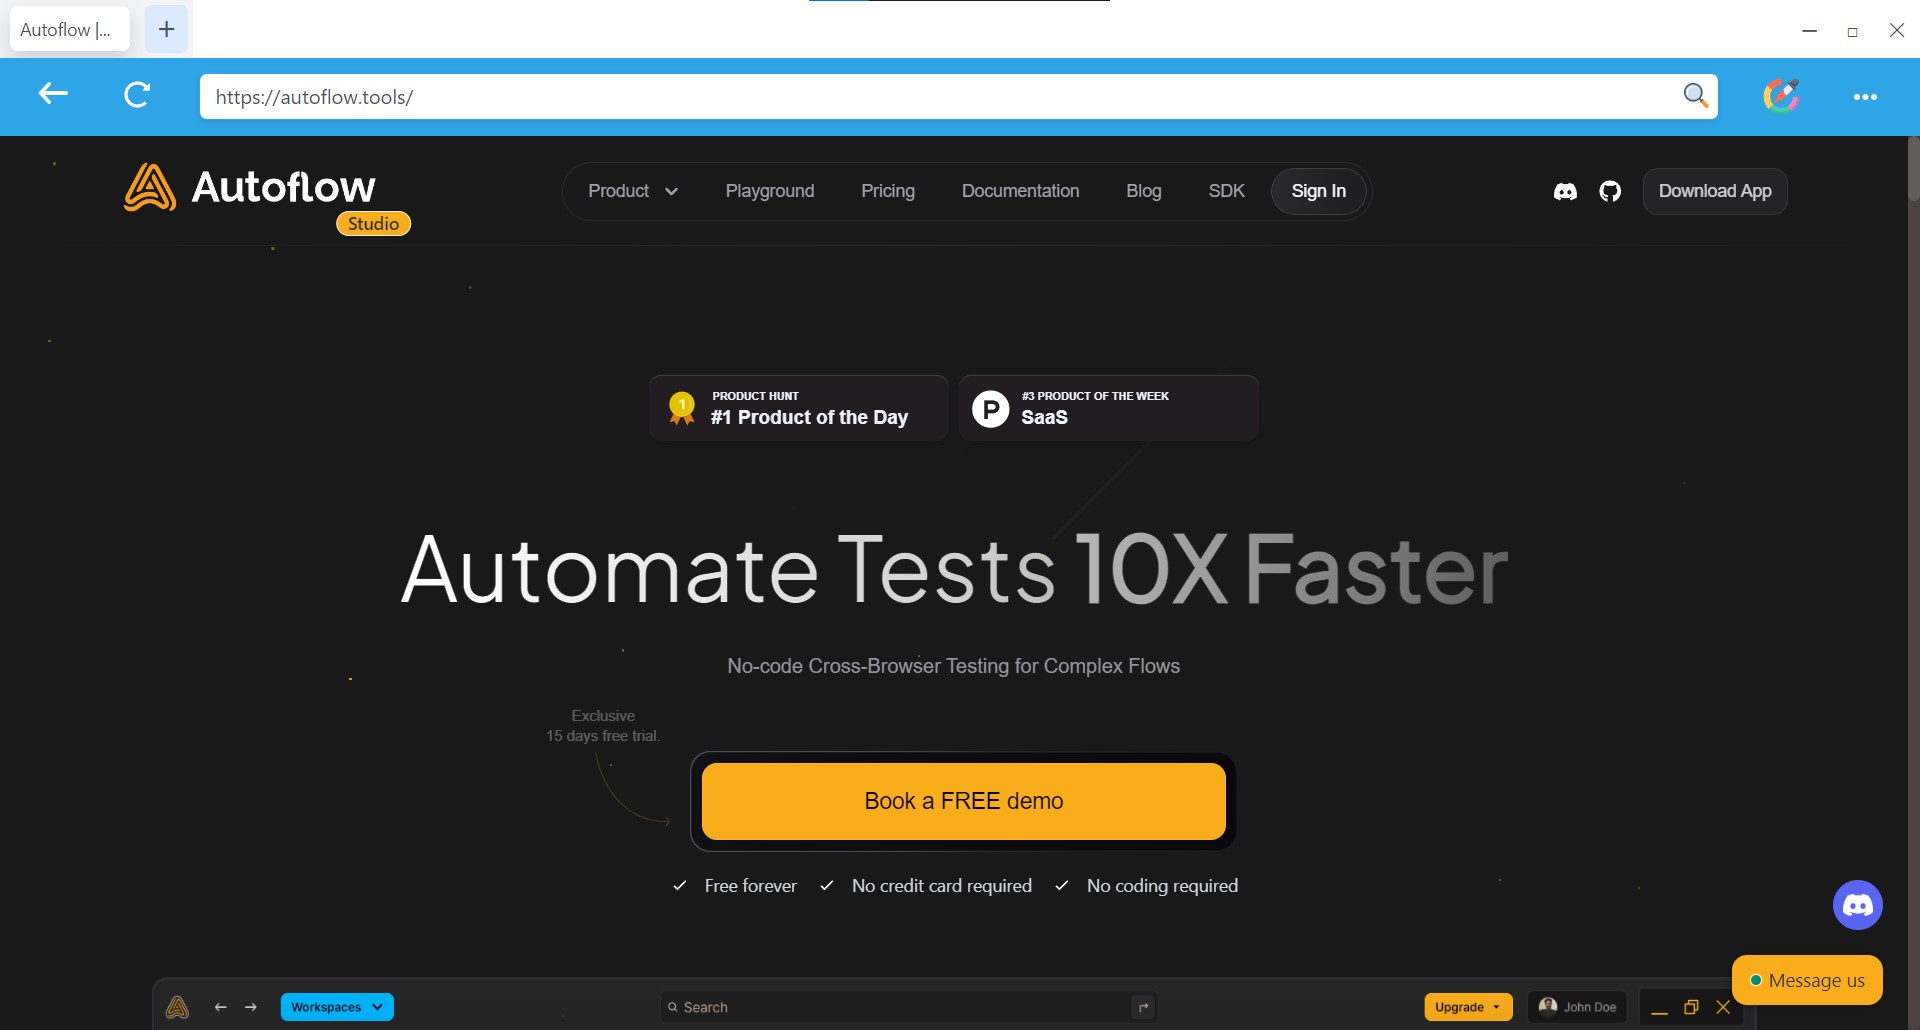 Autoflow |...
https://autoflow.tools/
Autoflow
Studio
Product
Playground
Pricing
Documentation
Blog
SDK
Sign In
Download App
1
PRODUCT HUNT
#1 Product of the Day
P
#3 PRODUCT OF THE WEEK
SaaS
Automate Tests 10X Faster
No-code Cross-Browser Testing for Complex Flows
Exclusive
15 days free trial.
Book a FREE demo
Free forever
No credit card required
No coding required
Message us
Workspaces
Search
Upgrade
John Doe